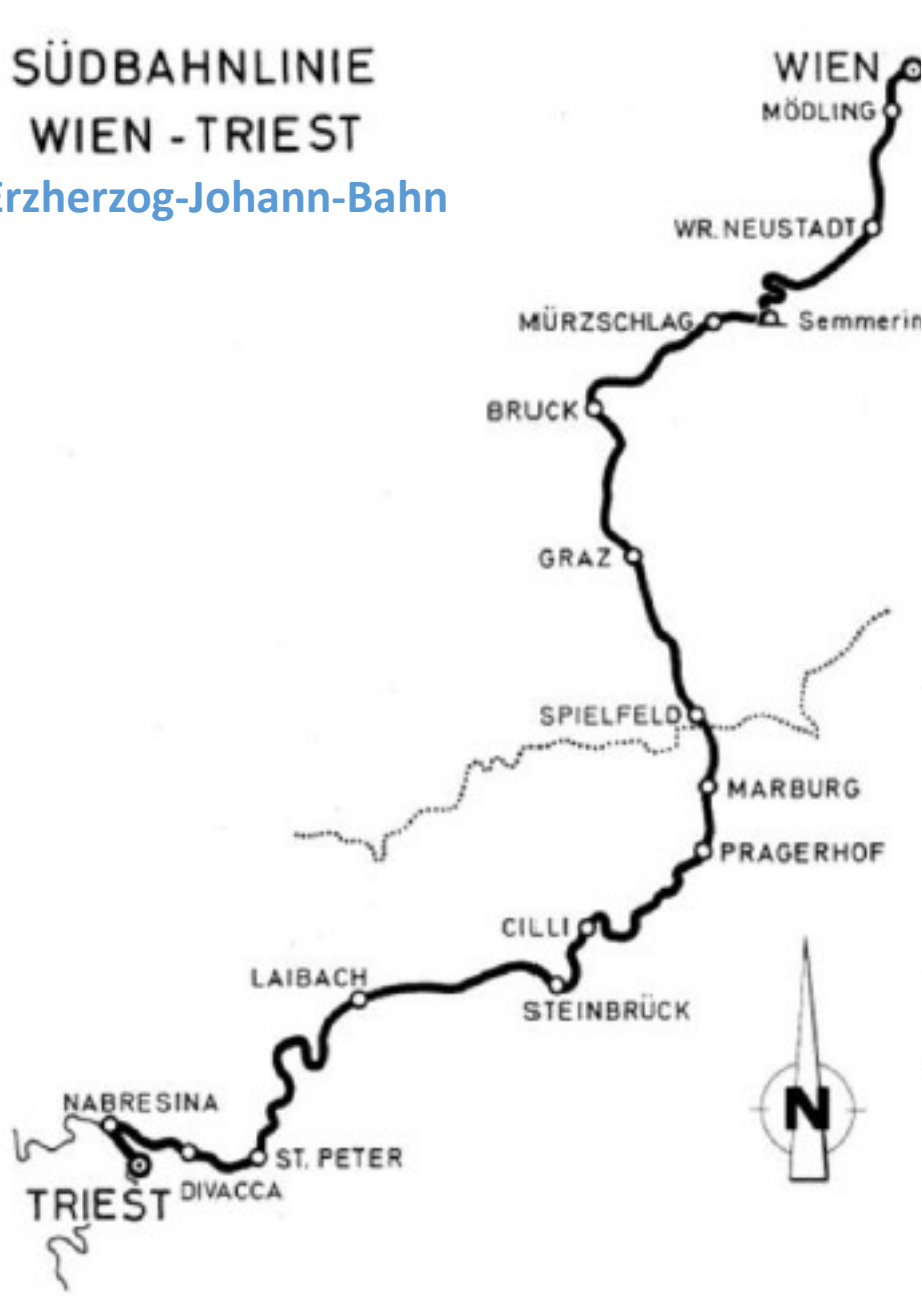 SÜDBAHNLINIE
WIEN - TRIEST
Erzherzog-Johann-Bahn
WIEN
MÖDLING
WR. NEUSTADT
MÜRZSCHLAG
Semmerin
BRUCK
GRAZ
SPIELFELD
MARBURG
PRAGERHOF
CILLI
LAIBACH
STEINBRÜCK
NABRESINA
ST. PETER
DIVACCA
TRIEST
N